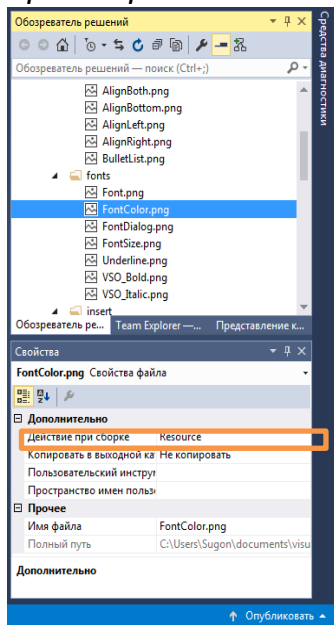 Обозреватель решений
Средства диагностики
Обозреватель решений — поиск (Ctrl+;)
AlignBoth.png
AlignBottom.png
AlignLeft.png
AlignRight.png
BulletList.png
fonts
Font.png
FontColor.png
FontDialog.png
FontSize.png
Underline.png
VSO_Bold.png
VSO_Italic.png
insert
Обозреватель ре... Team Explorer —... Представление к...
Свойства
FontColor.png Свойства файла
Дополнительно
Действие при сборке Resource
Копировать в выходной кат Не копировать
Пользовательский инструм
Пространство имен пользо
Прочее
Имя файла FontColor.png
Полный путь C:\Users\Sugon\documents\visu
Дополнительно
Опубликовать